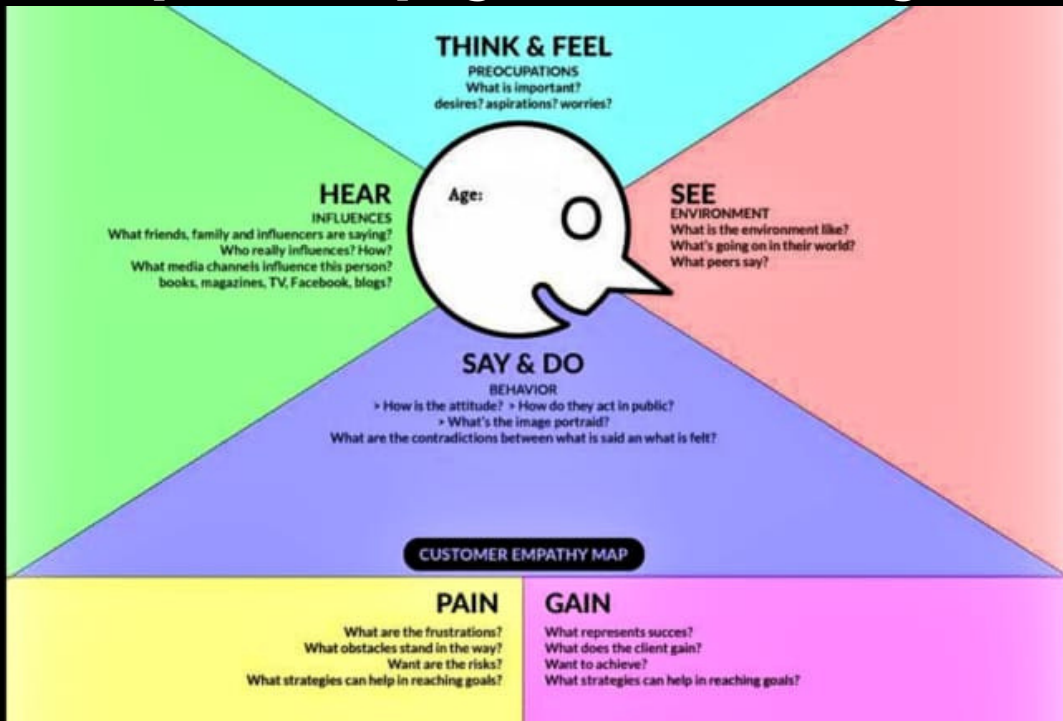 THINK & FEEL
PREOCUPATIONS
What is important?
desires? aspirations? worries?
HEAR
INFLUENCES
What friends, family and influencers are saying?
Who really influences? How?
What media channels influence this person?
books, magazines, TV, Facebook, blogs?
Age:
SEE
ENVIRONMENT
What is the environment like?
What's going on in their world?
What peers say?
SAY & DO
BEHAVIOR
> How is the attitude? > How do they act in public?
> What's the image portraid?
What are the contradictions between what is said an what is felt?
CUSTOMER EMPATHY MAP
PAIN
What are the frustrations?
What obstacles stand in the way?
Want are the risks?
What strategies can help in reaching goals?
GAIN
What represents succes?
What does the client gain?
Want to achieve?
What strategies can help in reaching goals?